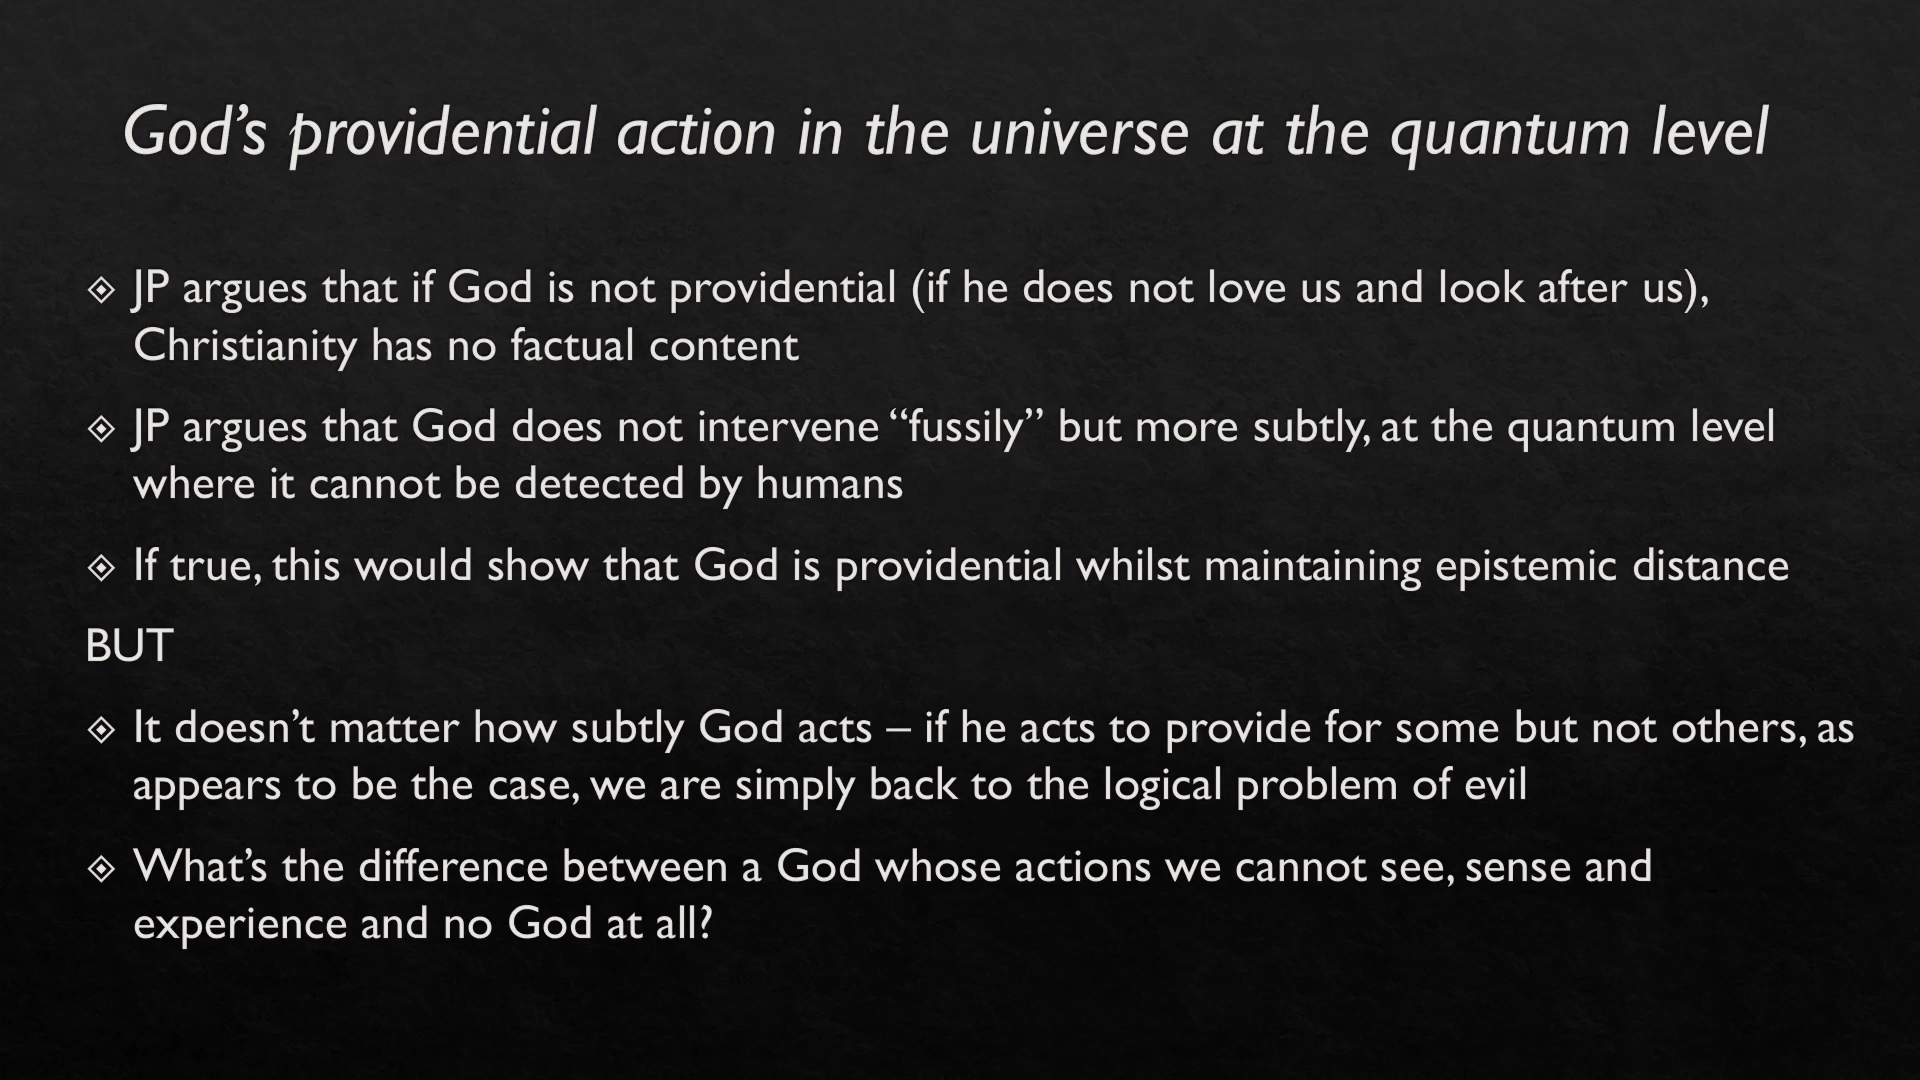 God’s providential action in the universe at the quantum level
JP argues that if God is not providential (if he does not love us and look after us),
Christianity has no factual content
JP argues that God does not intervene “fussily” but more subtly, at the quantum level
where it cannot be detected by humans
If true, this would show that God is providential whilst maintaining epistemic distance
BUT
It doesn’t matter how subtly God acts – if he acts to provide for some but not others, as
appears to be the case, we are simply back to the logical problem of evil
What’s the difference between a God whose actions we cannot see, sense and
experience and no God at all?